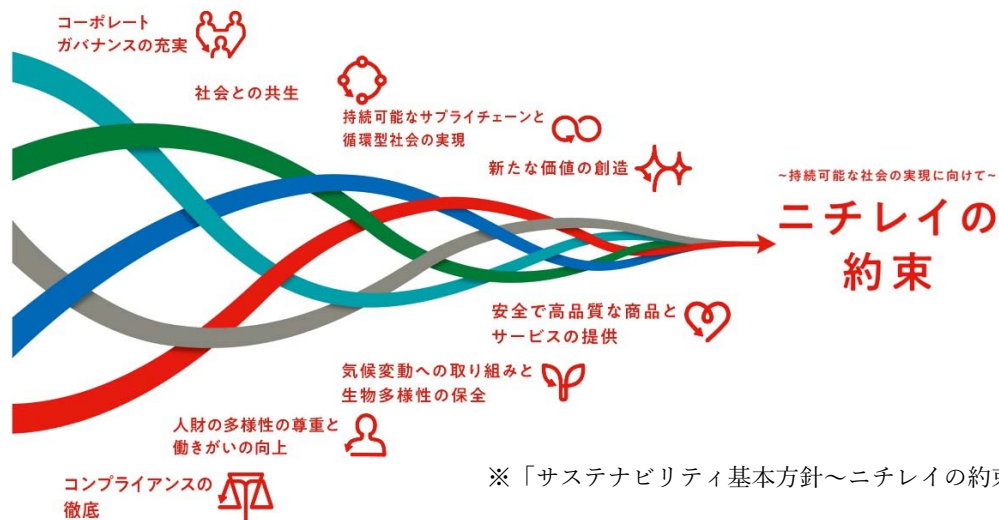 コーポレート
ガバナンスの充実
社会との共生
持続可能なサプライチェーンと
循環型社会の実現
新たな価値の創造
~持続可能な社会の実現に向けて~
ニチレイの
約束
安全で高品質な商品と
サービスの提供
気候変動への取り組みと
生物多様性の保全
人財の多様性の尊重と
働きがいの向上
コンプライアンスの
徹底
※「サステナビリティ基本方針～ニチレイの約束